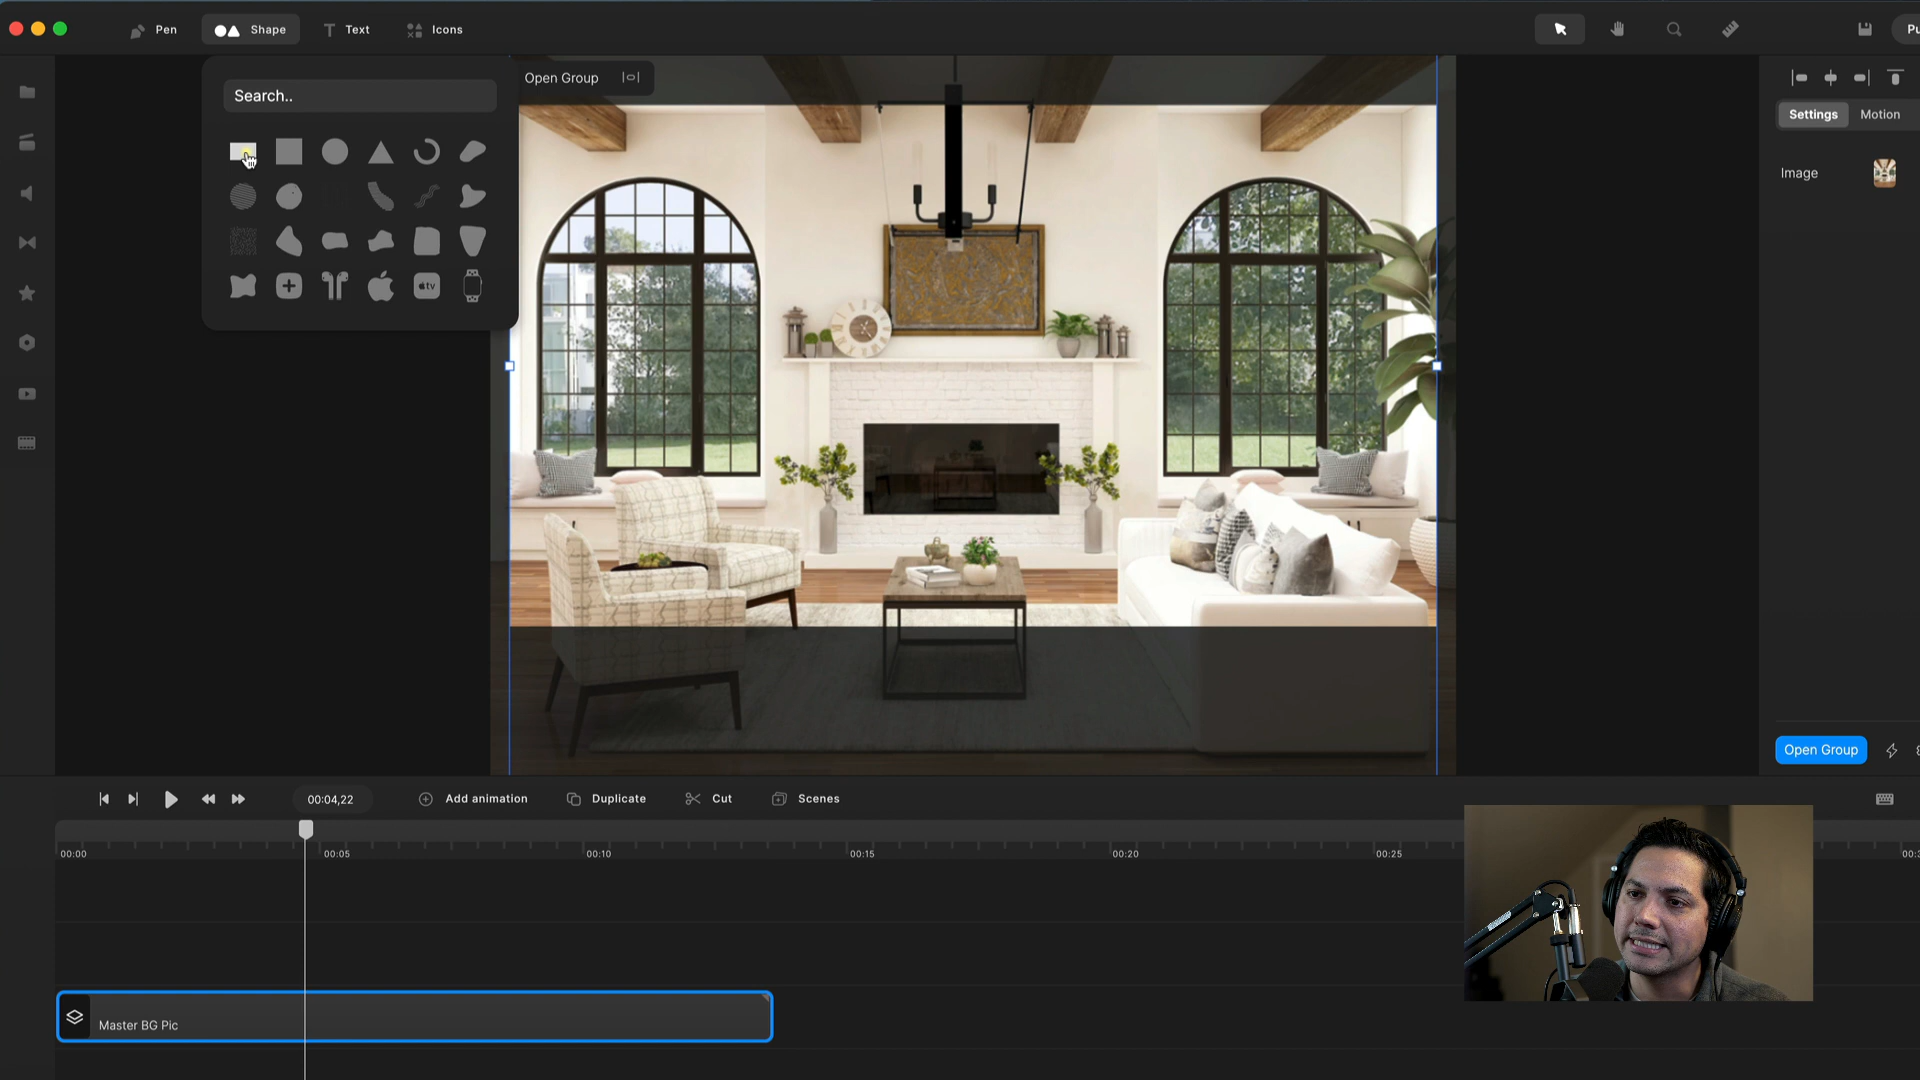 Pen
Shape
Text
Icons
Search..
Open Group
tv
Settings
Motion
Image
Open Group
00:04,22
Add animation
Duplicate
Cut
Scenes
00:00
00:05
00:10
00:15
00:20
00:25
Master BG Pic